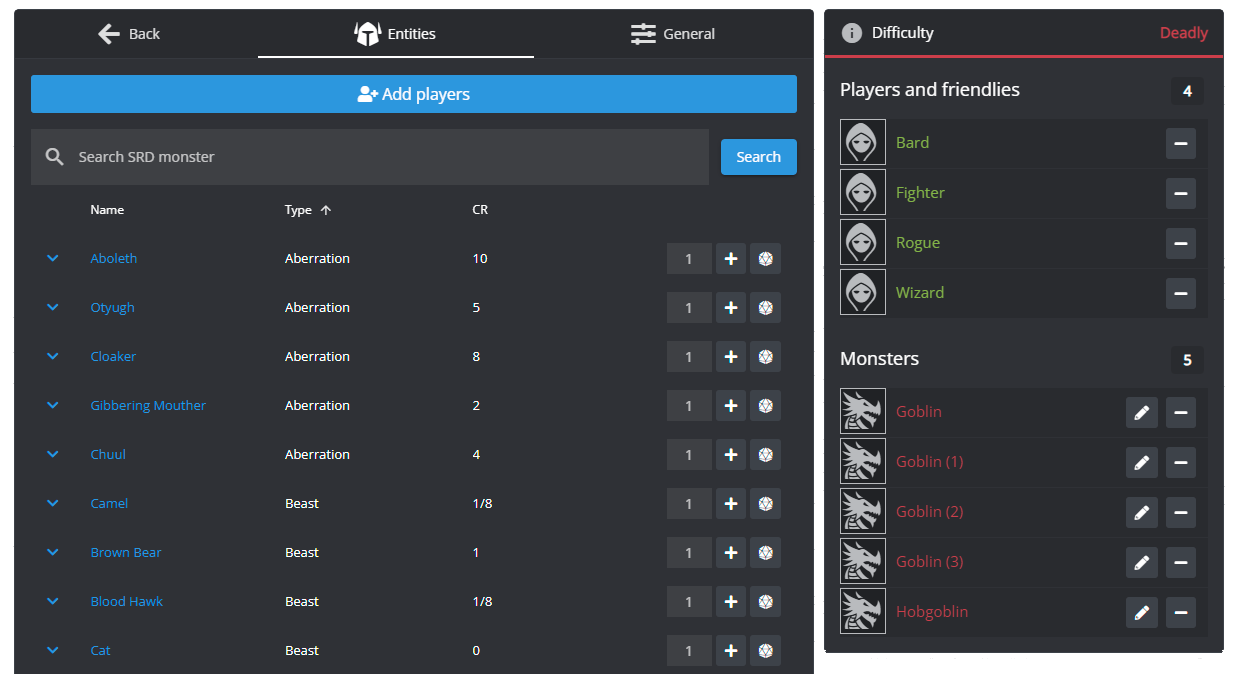 Back
Entities
General
Add players
Search SRD monster
Search
Name Type CR
Aboleth Aberration 10 1
Otyugh Aberration 5 1
Cloaker Aberration 8 1
Gibbering Mouther Aberration 2 1
Chuul Aberration 4 1
Camel Beast 1/8 1
Brown Bear Beast 1 1
Blood Hawk Beast 1/8 1
Cat Beast 0 1
Difficulty Deadly
Players and friendlies 4
Bard
Fighter
Rogue
Wizard
Monsters 5
Goblin
Goblin (1)
Goblin (2)
Goblin (3)
Hobgoblin